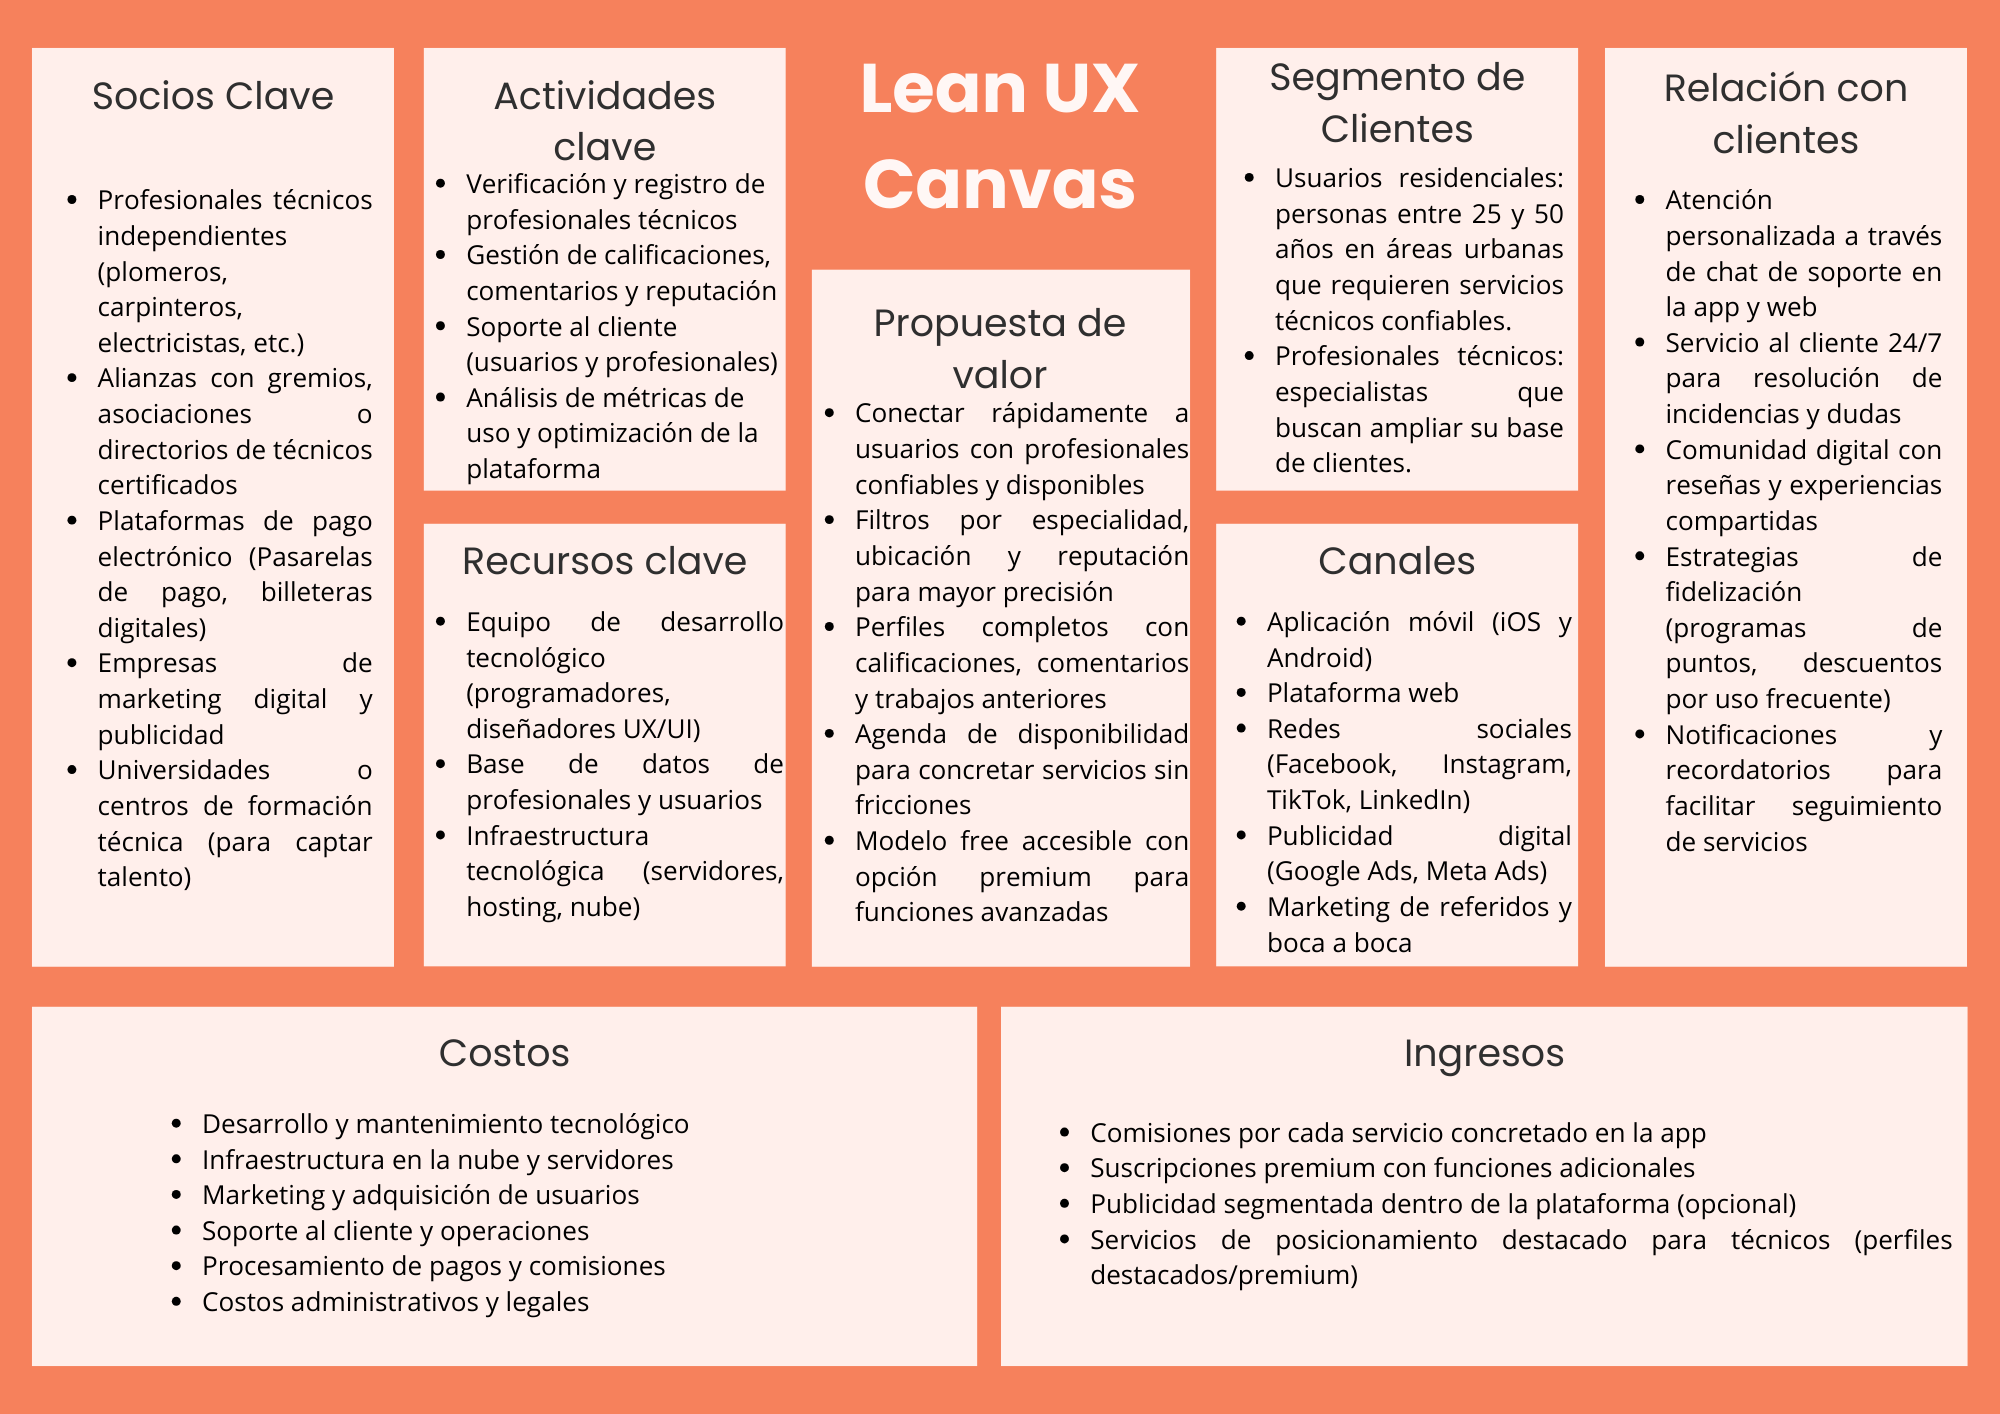 Socios Clave
• Profesionales técnicos
independientes
(plomeros,
carpinteros,
electricistas, etc.)
• Alianzas con gremios,
asociaciones o
directorios de técnicos
certificados
• Plataformas de pago
electrónico (Pasarelas
de pago, billeteras
digitales)
• Empresas de
marketing digital y
publicidad
• Universidades o
centros de formación
técnica (para captar
talento)
Actividades
clave
• Verificación y registro de
profesionales técnicos
• Gestión de calificaciones,
comentarios y reputación
• Soporte al cliente
(usuarios y profesionales)
• Análisis de métricas de
uso y optimización de la
plataforma
Recursos clave
• Equipo de desarrollo
tecnológico
(programadores,
diseñadores UX/UI)
• Base de datos de
profesionales y usuarios
• Infraestructura
tecnológica (servidores,
hosting, nube)
Lean UX
Canvas
Propuesta de
valor
• Conectar rápidamente a
usuarios con profesionales
confiables y disponibles
• Filtros por especialidad,
ubicación y reputación
para mayor precisión
• Perfiles completos con
calificaciones, comentarios
y trabajos anteriores
• Agenda de disponibilidad
para concretar servicios sin
fricciones
• Modelo free accesible con
opción premium para
funciones avanzadas
Segmento de
Clientes
• Usuarios residenciales:
personas entre 25 y 50
años en áreas urbanas
que requieren servicios
técnicos confiables.
• Profesionales técnicos:
especialistas que
buscan ampliar su base
de clientes.
Canales
• Aplicación móvil (iOS y
Android)
• Plataforma web
• Redes sociales
(Facebook, Instagram,
TikTok, LinkedIn)
• Publicidad digital
(Google Ads, Meta Ads)
• Marketing de referidos y
boca a boca
Relación con
clientes
• Atención
personalizada a través
de chat de soporte en
la app y web
• Servicio al cliente 24/7
para resolución de
incidencias y dudas
• Comunidad digital con
reseñas y experiencias
compartidas
• Estrategias de
fidelización
(programas de
puntos, descuentos
por uso frecuente)
• Notificaciones y
recordatorios para
facilitar seguimiento
de servicios
Costos
• Desarrollo y mantenimiento tecnológico
• Infraestructura en la nube y servidores
• Marketing y adquisición de usuarios
• Soporte al cliente y operaciones
• Procesamiento de pagos y comisiones
• Costos administrativos y legales
Ingresos
• Comisiones por cada servicio concretado en la app
• Suscripciones premium con funciones adicionales
• Publicidad segmentada dentro de la plataforma (opcional)
• Servicios de posicionamiento destacado para técnicos (perfiles
destacados/premium)